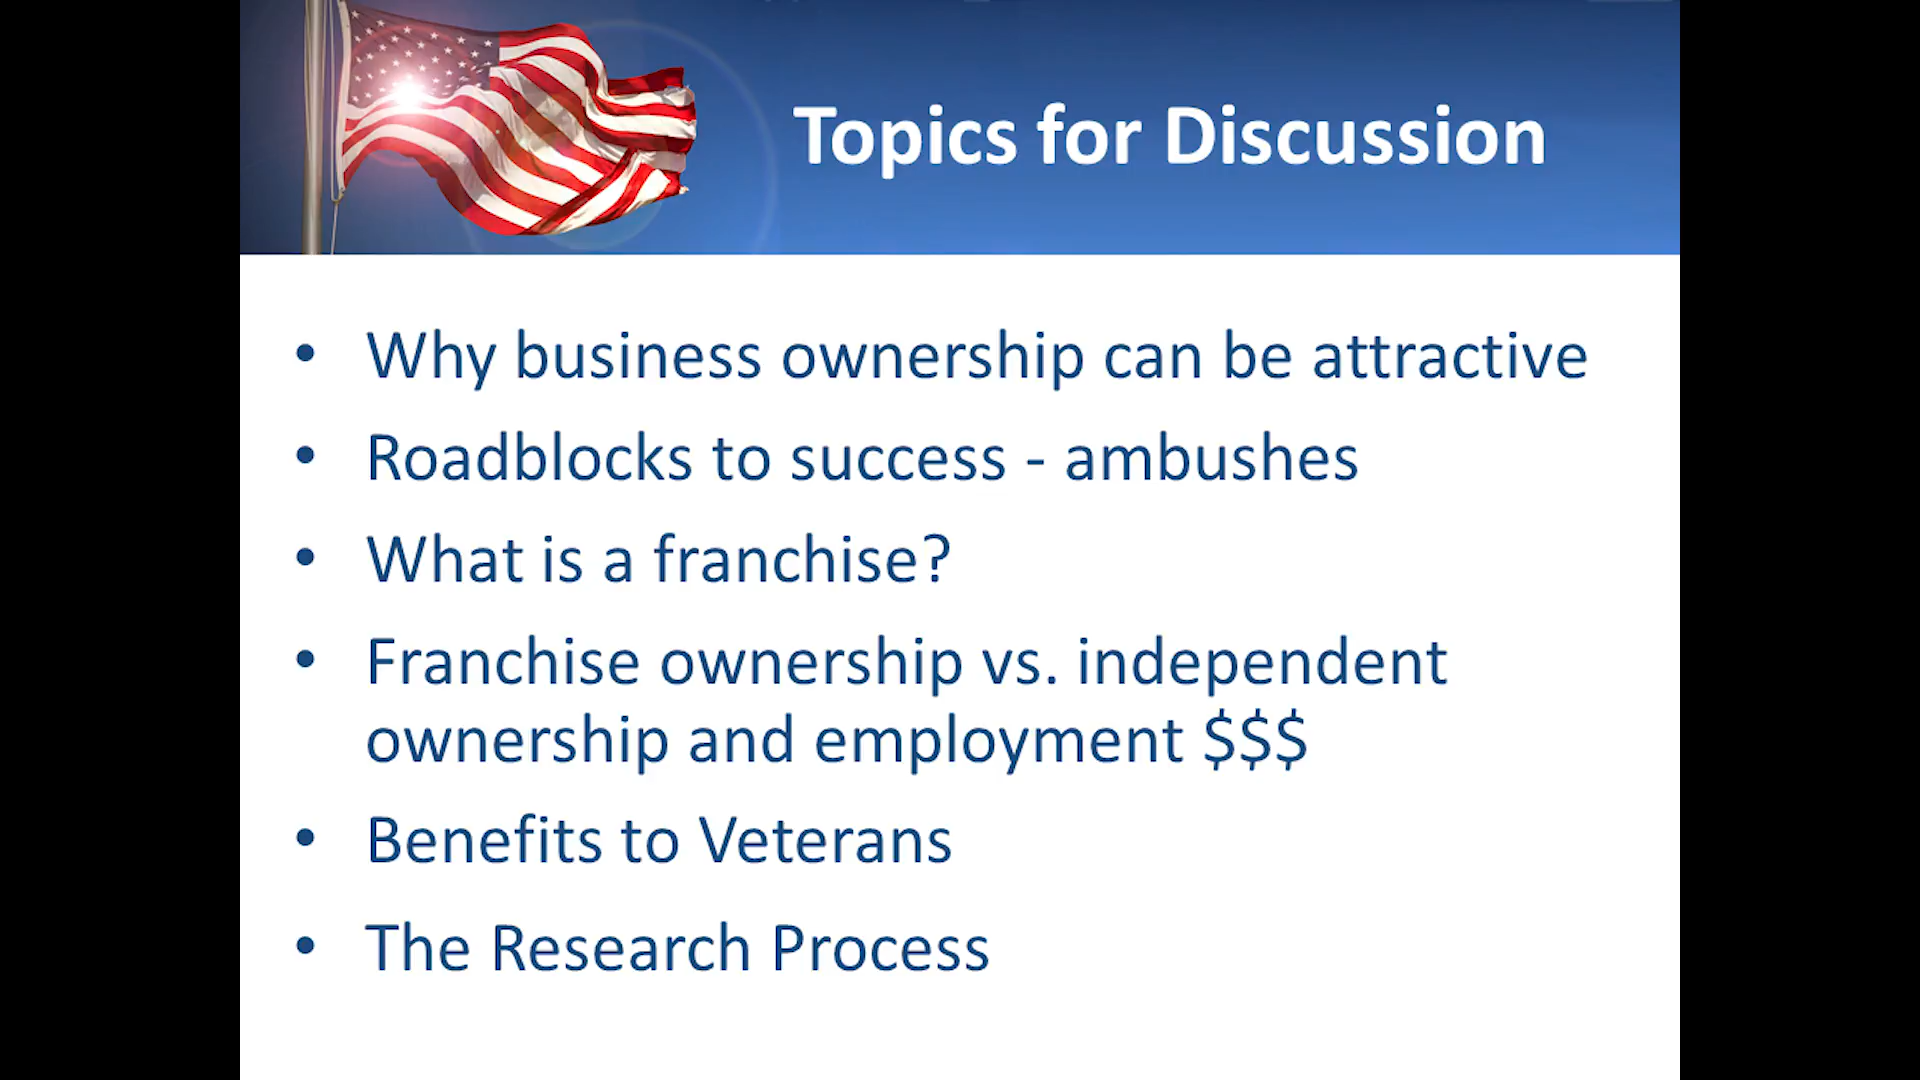 Topics for Discussion
• Why business ownership can be attractive
• Roadblocks to success - ambushes
• What is a franchise?
• Franchise ownership vs. independent
ownership and employment $$$
• Benefits to Veterans
• The Research Process